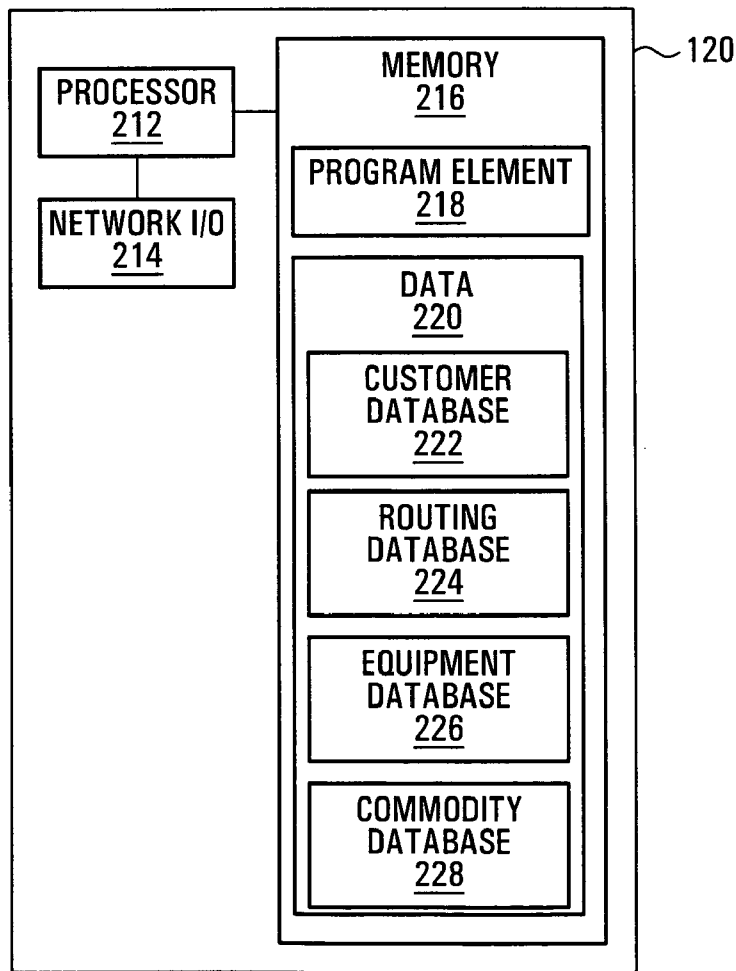 120
PROCESSOR
212
NETWORK I/O
214
MEMORY
216
PROGRAM ELEMENT
218
DATA
220
CUSTOMER
DATABASE
222
ROUTING
DATABASE
224
EQUIPMENT
DATABASE
226
COMMODITY
DATABASE
228